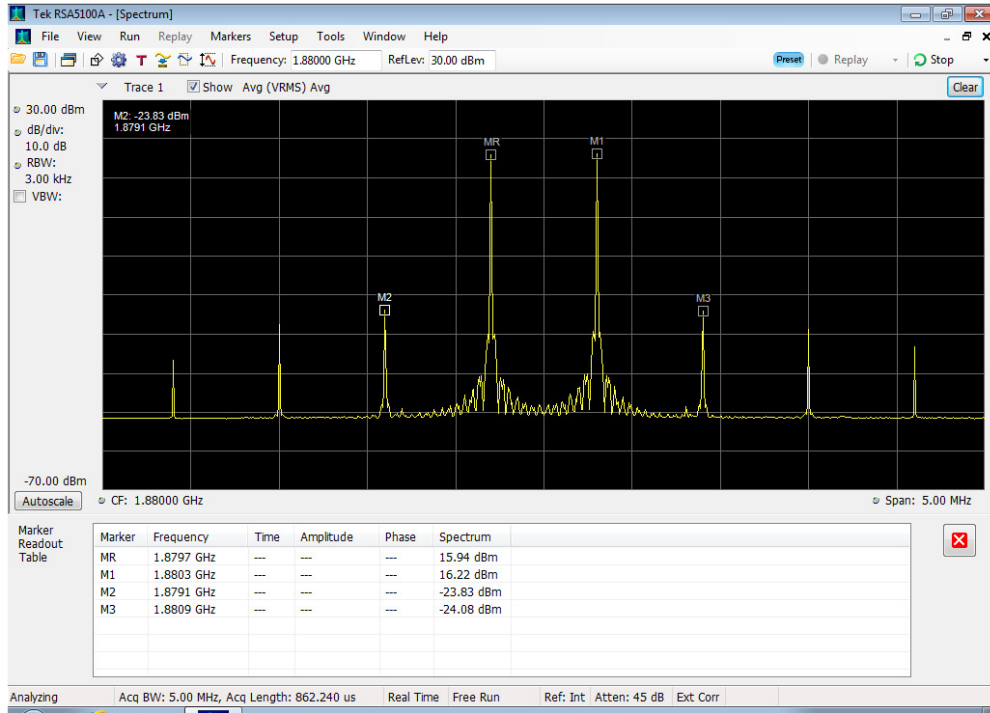 Tek RSA5100A - [Spectrum]
File View Run Replay Markers Setup Tools Window Help
T Frequency: 1.88000 GHz RefLev: 30.00 dBm Preset Replay Stop
Trace 1 Show Avg (VRMS) Avg Clear
30.00 dBm
dB/div:
10.0 dB
RBW:
3.00 kHz
VBW:
M2: -23.83 dBm
1.8791 GHz
MR M1
M2 M3
-70.00 dBm
Autoscale CF: 1.88000 GHz Span: 5.00 MHz
Marker Readout Table
Marker Frequency Time Amplitude Phase Spectrum
MR 1.8797 GHz --- --- --- 15.94 dBm
M1 1.8803 GHz --- --- --- 16.22 dBm
M2 1.8791 GHz --- --- --- -23.83 dBm
M3 1.8809 GHz --- --- --- -24.08 dBm
Analyzing Acq BW: 5.00 MHz, Acq Length: 862.240 us Real Time Free Run Ref: Int Atten: 45 dB Ext Corr